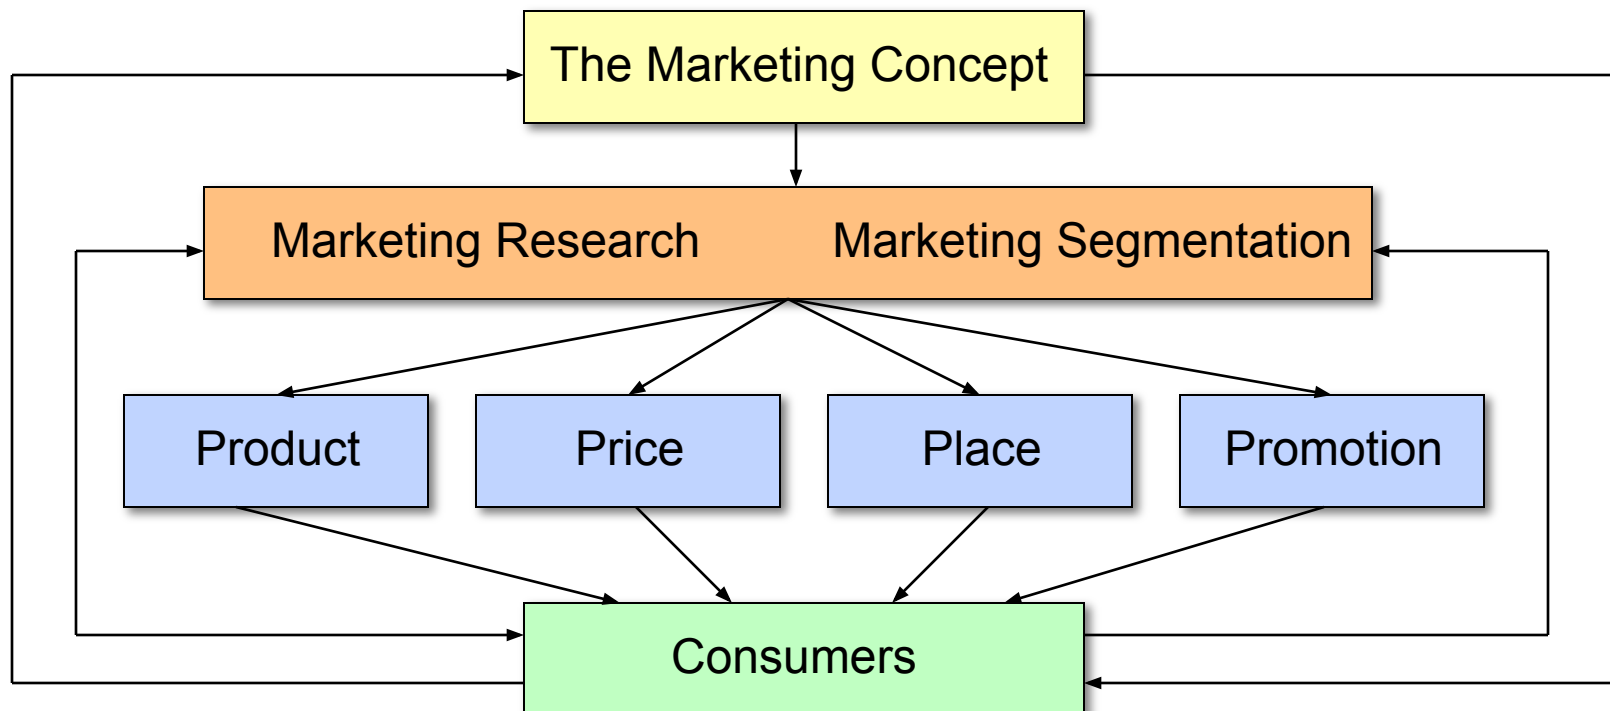 The Marketing Concept
Marketing Research Marketing Segmentation
Product Price Place Promotion
Consumers